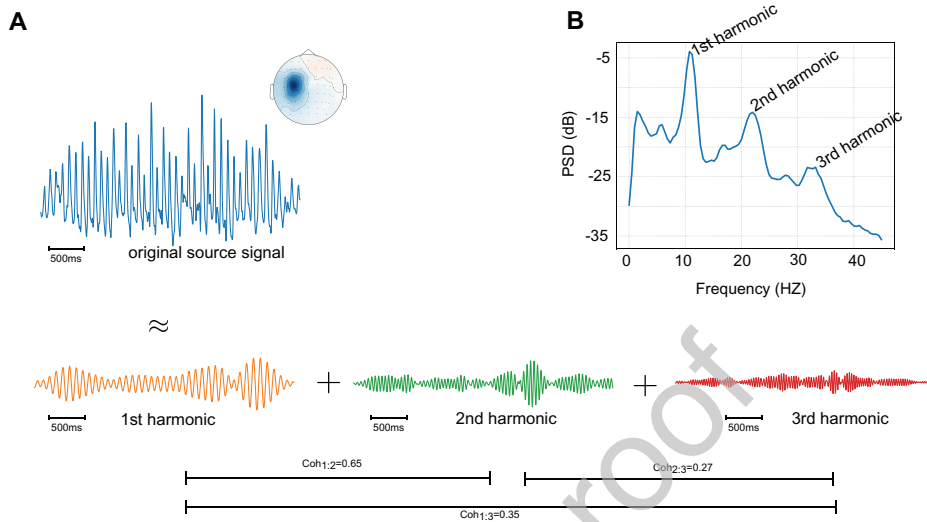 A
B
1st harmonic
2nd harmonic
3rd harmonic
-5
-15
-25
-35
PSD (dB)
0
10
20
30
40
Frequency (HZ)
500ms
original source signal
≈
+
+
500ms
1st harmonic
500ms
2nd harmonic
500ms
3rd harmonic
Coh1:2=0.65
Coh2:3=0.27
Coh1:3=0.35
roof